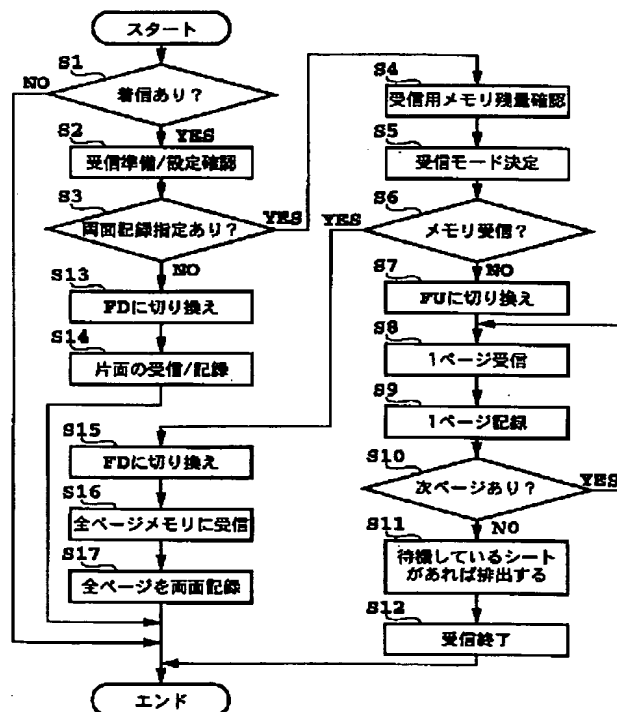 スタート
S1
NO
着信あり？
YES
S2
受信準備/設定確認
S3
両面記録指定あり？
YES
NO
S13
FDに切り換え
S14
片面の受信/記録
S15
FDに切り換え
S16
全ページメモリに受信
S17
全ページを両面記録
エンド
S4
受信用メモリ残量確認
S5
受信モード決定
S6
YES
メモリ受信？
NO
S7
FUに切り換え
S8
1ページ受信
S9
1ページ記録
S10
次ページあり？
YES
NO
S11
待機しているシート
があれば排出する
S12
受信終了